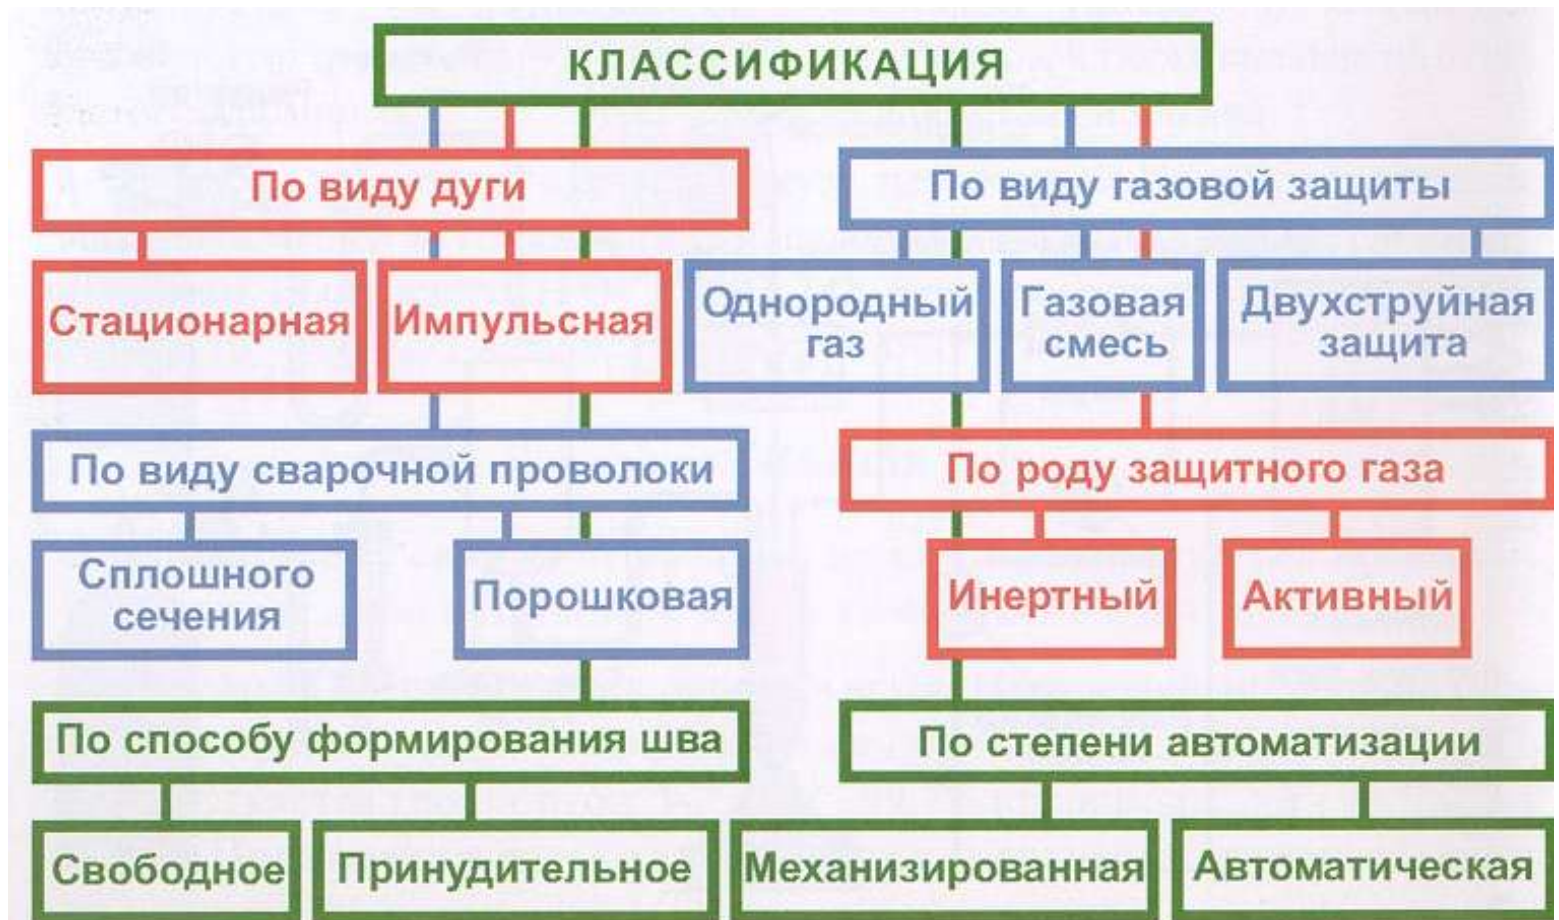 КЛАССИФИКАЦИЯ
По виду дуги
По виду газовой защиты
Стационарная
Импульсная
Однородный
газ
Газовая
смесь
Двухструйная
защита
По виду сварочной проволоки
По роду защитного газа
Сплошного
сечения
Порошковая
Инертный
Активный
По способу формирования шва
По степени автоматизации
Свободное
Принудительное
Механизированная
Автоматическая